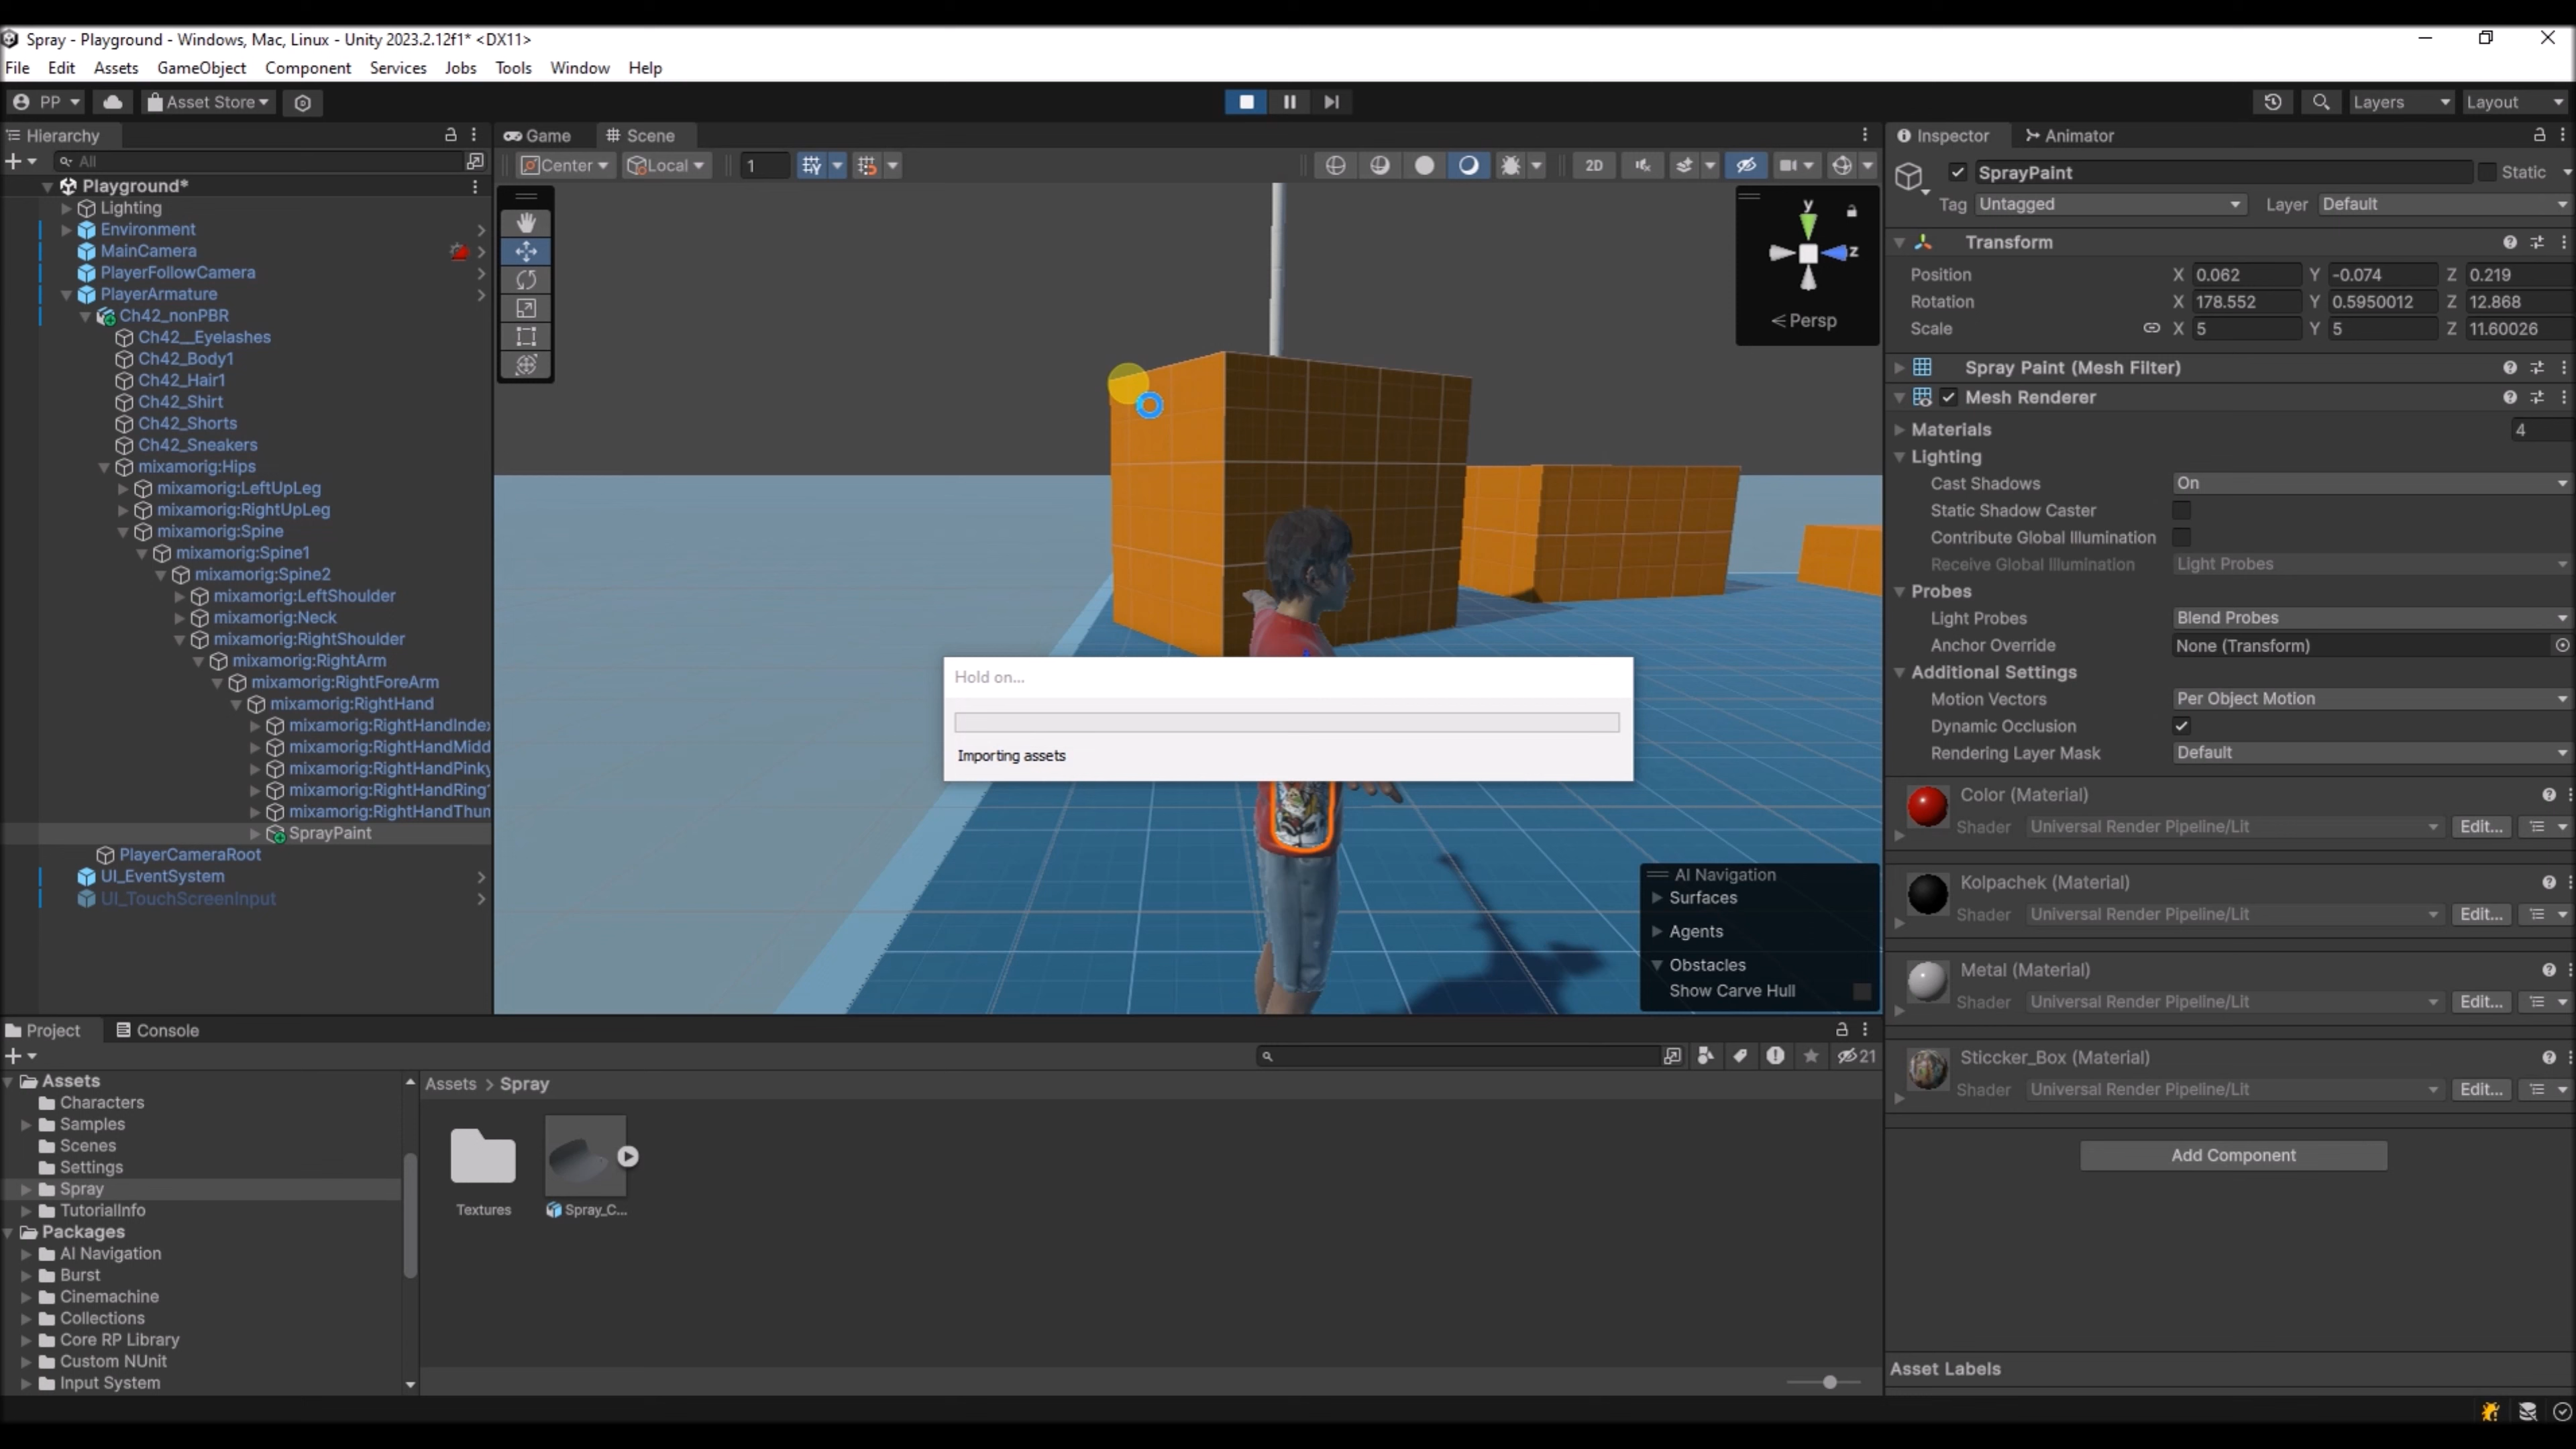 Spray - Playground - Windows, Mac, Linux - Unity 2023.2.12f1* <DX11>
File Edit Assets GameObject Component Services Jobs Tools Window Help
PP Asset Store Layers Layout
Hierarchy
All
Playground*
Lighting
Environment
MainCamera
PlayerFollowCamera
PlayerArmature
Ch42_nonPBR
Ch42__Eyelashes
Ch42_Body1
Ch42_Hair1
Ch42_Shirt
Ch42_Shorts
Ch42_Sneakers
mixamorig:Hips
mixamorig:LeftUpLeg
mixamorig:RightUpLeg
mixamorig:Spine
mixamorig:Spine1
mixamorig:Spine2
mixamorig:LeftShoulder
mixamorig:Neck
mixamorig:RightShoulder
mixamorig:RightArm
mixamorig:RightForeArm
mixamorig:RightHand
mixamorig:RightHandIndex
mixamorig:RightHandMidd
mixamorig:RightHandPinky
mixamorig:RightHandRing1
mixamorig:RightHandThum
SprayPaint
PlayerCameraRoot
UI_EventSystem
UI_TouchScreenInput
Game Scene
Center Local 1 2D
y
z
Persp
Hold on...
Importing assets
AI Navigation
Surfaces
Agents
Obstacles
Show Carve Hull
Inspector Animator
SprayPaint Static
Tag Untagged Layer Default
Transform
Position X 0.062 Y -0.074 Z 0.219
Rotation X 178.552 Y 0.5950012 Z 12.868
Scale X 5 Y 5 Z 11.60026
Spray Paint (Mesh Filter)
Mesh Renderer
Materials 4
Lighting
Cast Shadows On
Static Shadow Caster
Contribute Global Illumination
Receive Global Illumination Light Probes
Probes
Light Probes Blend Probes
Anchor Override None (Transform)
Additional Settings
Motion Vectors Per Object Motion
Dynamic Occlusion
Rendering Layer Mask Default
Color (Material)
Shader Universal Render Pipeline/Lit Edit...
Kolpachek (Material)
Shader Universal Render Pipeline/Lit Edit...
Metal (Material)
Shader Universal Render Pipeline/Lit Edit...
Sticcker_Box (Material)
Shader Universal Render Pipeline/Lit Edit...
Add Component
Asset Labels
Project Console
21
Assets
Characters
Samples
Scenes
Settings
Spray
TutorialInfo
Packages
AI Navigation
Burst
Cinemachine
Collections
Core RP Library
Custom NUnit
Input System
Assets > Spray
Textures
Spray_C...